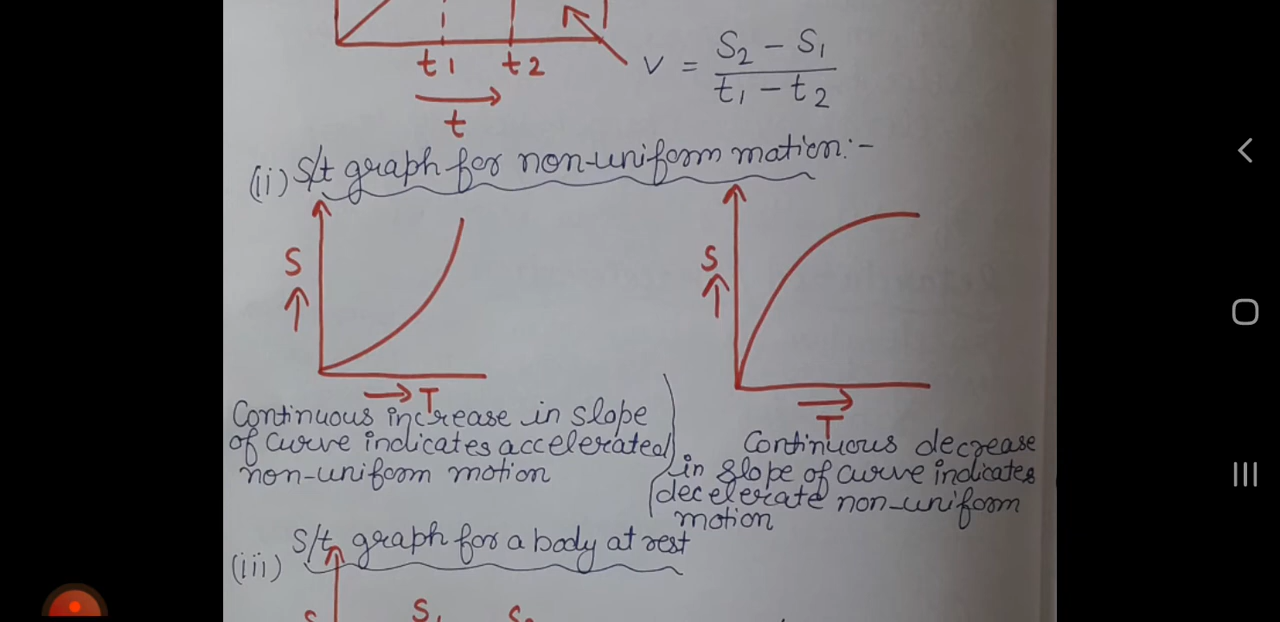 t1 t2
V = S2 - S1 / t1 - t2
t
(ii) S/t graph for non-uniform motion:-
S
S
T
T
Continuous increase in slope
of curve indicates accelerated
non-uniform motion
Continuous decrease
in slope of curve indicates
decelerate non-uniform
motion
(iii) S/t graph for a body at rest
S1